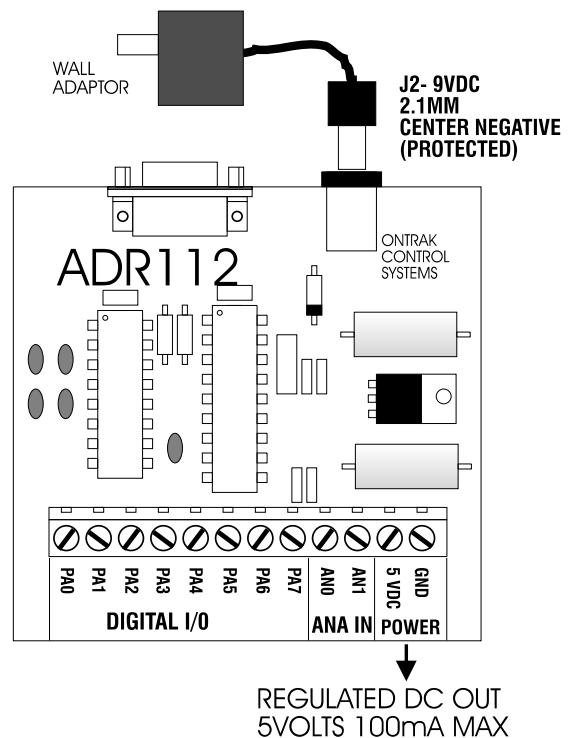 WALL
ADAPTOR
J2- 9VDC
2.1MM
CENTER NEGATIVE
(PROTECTED)
ADR112
ONTRAK
CONTROL
SYSTEMS
PA0 PA1 PA2 PA3 PA4 PA5 PA6 PA7 AN0 AN1 5 VDC GND
DIGITAL I/O ANA IN POWER
REGULATED DC OUT
5VOLTS 100mA MAX